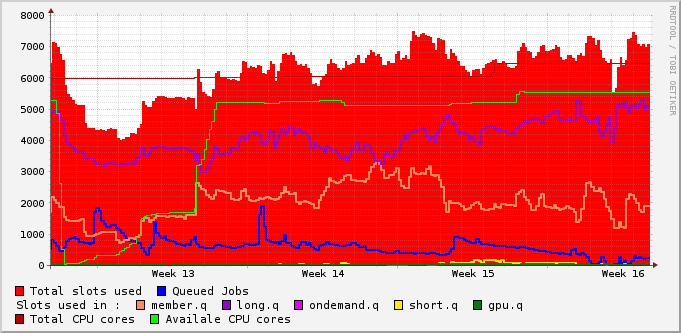 8000
7000
6000
5000
4000
3000
2000
1000
0
Week 13 Week 14 Week 15 Week 16
RRDTOOL / TOBI OETIKER
Total slots used Queued Jobs
Slots used in : member.q long.q ondemand.q short.q gpu.q
Total CPU cores Availale CPU cores